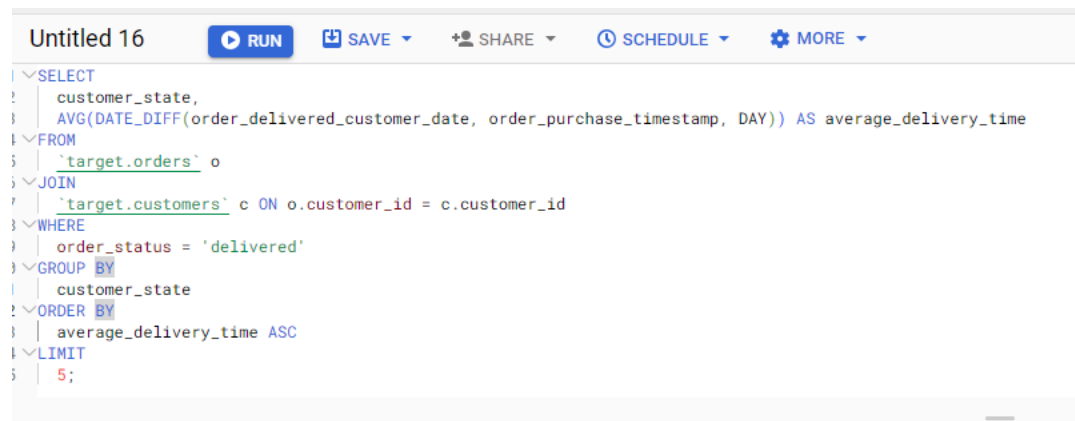 Untitled 16 RUN SAVE SHARE SCHEDULE MORE
SELECT
customer_state,
AVG(DATE_DIFF(order_delivered_customer_date, order_purchase_timestamp, DAY)) AS average_delivery_time
FROM
`target.orders` o
JOIN
`target.customers` c ON o.customer_id = c.customer_id
WHERE
order_status = 'delivered'
GROUP BY
customer_state
ORDER BY
average_delivery_time ASC
LIMIT
5;